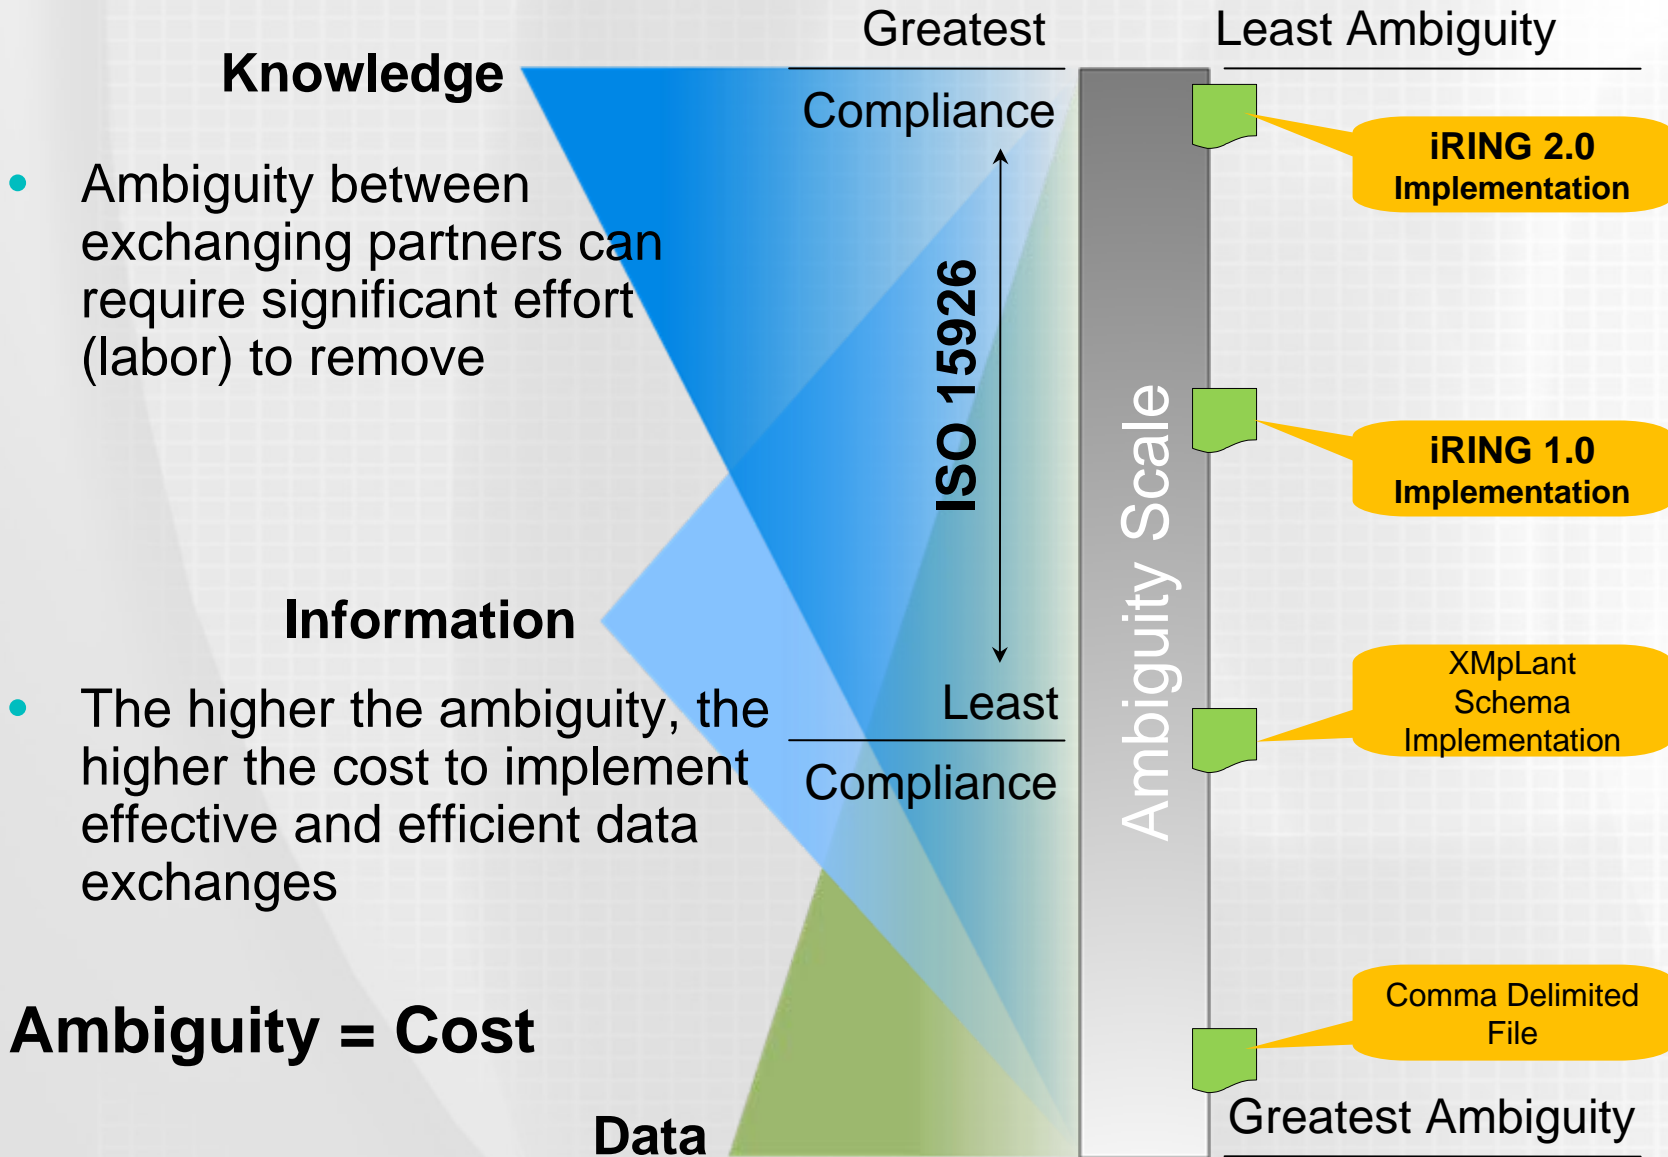 Knowledge
• Ambiguity between
exchanging partners can
require significant effort
(labor) to remove
Information
• The higher the ambiguity, the
higher the cost to implement
effective and efficient data
exchanges
Ambiguity = Cost
Data
Greatest
Compliance
ISO 15926
Least
Compliance
Ambiguity Scale
Least Ambiguity
iRING 2.0
Implementation
iRING 1.0
Implementation
XMpLant
Schema
Implementation
Comma Delimited
File
Greatest Ambiguity